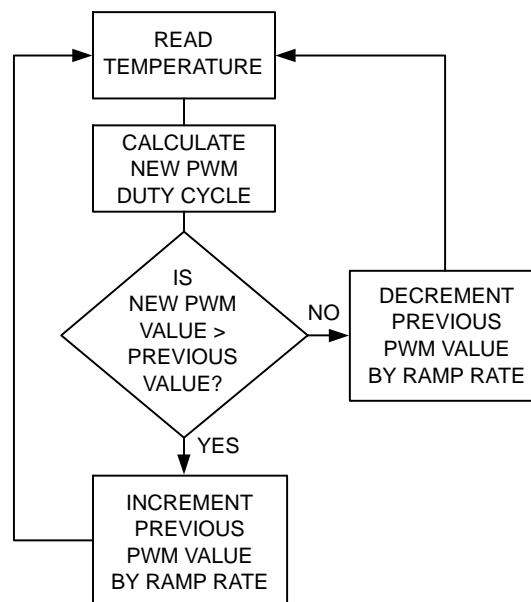 READ
TEMPERATURE
CALCULATE
NEW PWM
DUTY CYCLE
IS
NEW PWM
VALUE >
PREVIOUS
VALUE?
NO
DECREMENT
PREVIOUS
PWM VALUE
BY RAMP RATE
YES
INCREMENT
PREVIOUS
PWM VALUE
BY RAMP RATE